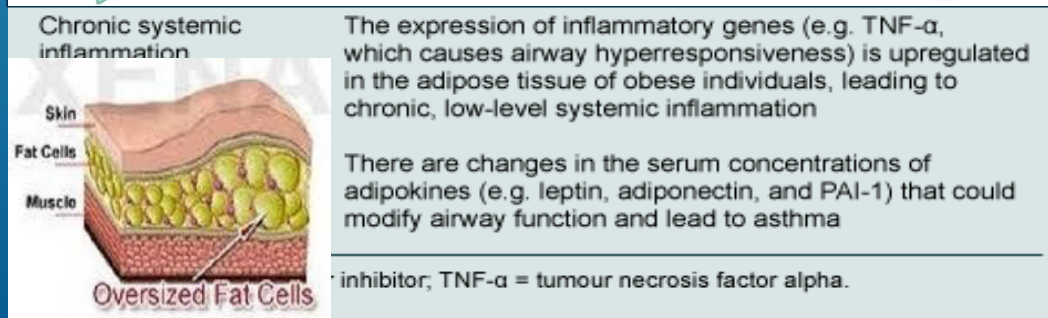 Chronic systemic
inflammation
The expression of inflammatory genes (e.g. TNF-α,
which causes airway hyperresponsiveness) is upregulated
in the adipose tissue of obese individuals, leading to
chronic, low-level systemic inflammation
There are changes in the serum concentrations of
adipokines (e.g. leptin, adiponectin, and PAI-1) that could
modify airway function and lead to asthma
Skin
Fat Cells
Muscle
Oversized Fat Cells
inhibitor; TNF-α = tumour necrosis factor alpha.